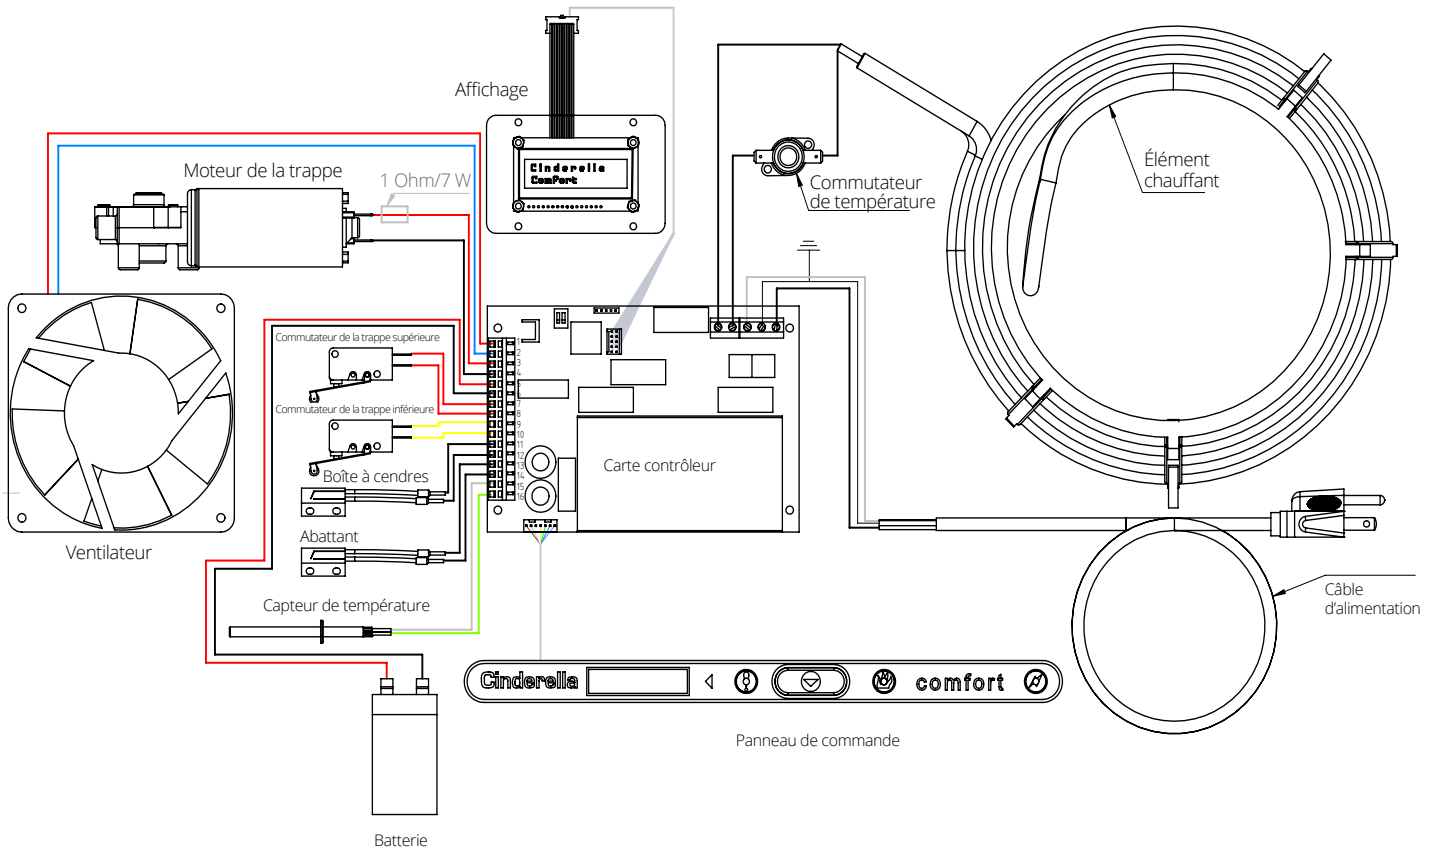 Affichage
Cinderella
Comfort
Moteur de la trappe
1 Ohm/7 W
Commutateur
de température
Élément
chauffant
Commutateur de la trappe supérieure
Commutateur de la trappe inférieure
1
2
3
4
5
6
7
8
9
10
11
12
13
14
15
16
Carte contrôleur
Boîte à cendres
Abattant
Ventilateur
Capteur de température
Câble
d'alimentation
Cinderella
comfort
Panneau de commande
Batterie